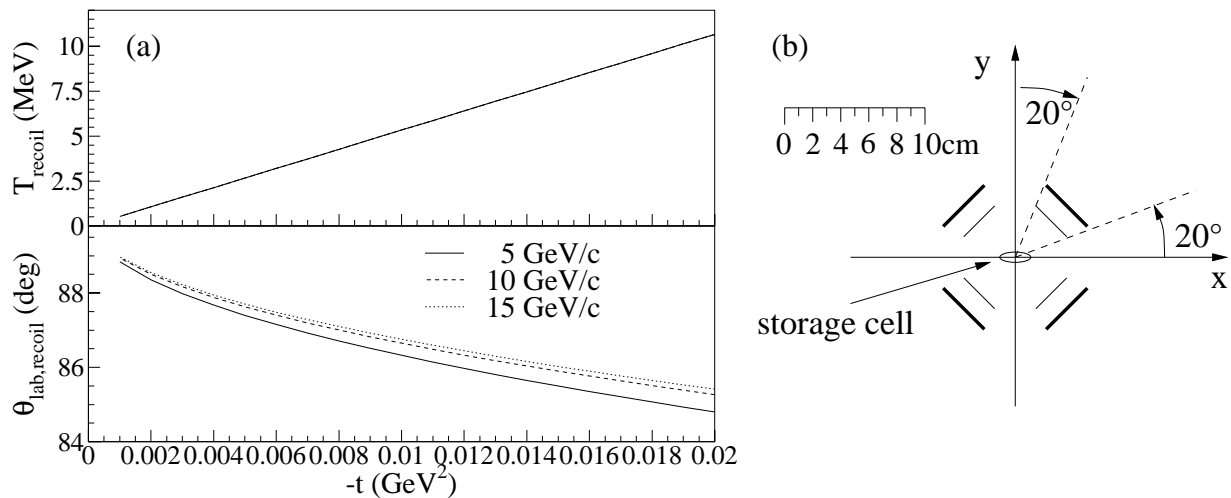 (a)
T_recoil (MeV)
10
7.5
5
2.5
0
θ_lab,recoil (deg)
88
86
84
5 GeV/c
10 GeV/c
15 GeV/c
0 0.002 0.004 0.006 0.008 0.01 0.012 0.014 0.016 0.018 0.02
-t (GeV²)
(b)
y
20°
0 2 4 6 8 10cm
20°
x
storage cell